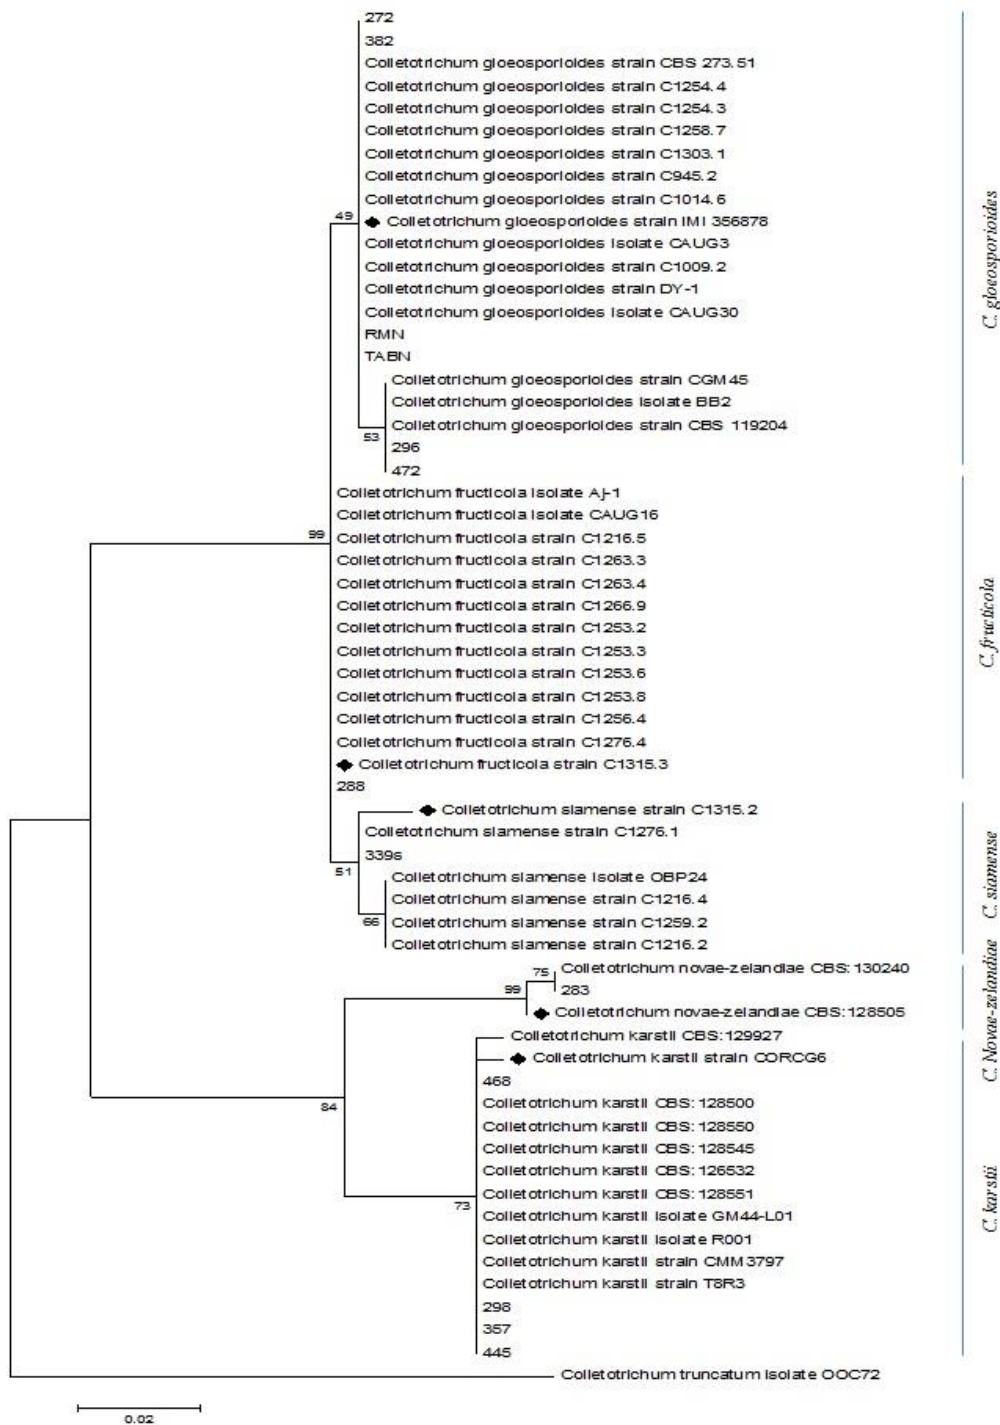 272
382
Colletotrichum gloeosporioides strain CBS 273.51
Colletotrichum gloeosporioides strain C1254.4
Colletotrichum gloeosporioides strain C1254.3
Colletotrichum gloeosporioides strain C1258.7
Colletotrichum gloeosporioides strain C1303.1
Colletotrichum gloeosporioides strain C945.2
Colletotrichum gloeosporioides strain C1014.6
49
Colletotrichum gloeosporioides strain IMI 356878
Colletotrichum gloeosporioides isolate CAUG3
Colletotrichum gloeosporioides strain C1009.2
Colletotrichum gloeosporioides strain DY-1
Colletotrichum gloeosporioides isolate CAUG30
RMN
TABN
Colletotrichum gloeosporioides strain CGM45
Colletotrichum gloeosporioides isolate BB2
Colletotrichum gloeosporioides strain CBS 119204
53
296
472
C. gloeosporioides
Colletotrichum fructicola isolate AJ-1
Colletotrichum fructicola isolate CAUG16
99
Colletotrichum fructicola strain C1216.5
Colletotrichum fructicola strain C1263.3
Colletotrichum fructicola strain C1263.4
Colletotrichum fructicola strain C1266.9
Colletotrichum fructicola strain C1253.2
Colletotrichum fructicola strain C1253.3
Colletotrichum fructicola strain C1253.6
Colletotrichum fructicola strain C1253.8
Colletotrichum fructicola strain C1256.4
Colletotrichum fructicola strain C1276.4
Colletotrichum fructicola strain C1315.3
288
C. fructicola
Colletotrichum siamense strain C1315.2
Colletotrichum siamense strain C1276.1
339s
51
Colletotrichum siamense isolate OBP24
Colletotrichum siamense strain C1216.4
66
Colletotrichum siamense strain C1259.2
Colletotrichum siamense strain C1216.2
C. siamense
Colletotrichum novae-zelandiae CBS:130240
75
99
283
Colletotrichum novae-zelandiae CBS:128505
C. Novae-zelandiae
Colletotrichum karstii CBS:129927
Colletotrichum karstii strain CORCG6
468
Colletotrichum karstii CBS:128500
84
Colletotrichum karstii CBS:128550
Colletotrichum karstii CBS:128545
Colletotrichum karstii CBS:126532
Colletotrichum karstii CBS:128551
73
Colletotrichum karstii isolate GM44-L01
Colletotrichum karstii isolate R001
Colletotrichum karstii strain CMM3797
Colletotrichum karstii strain T8R3
298
357
445
C. karstii
Colletotrichum truncatum isolate OOC72
0.02